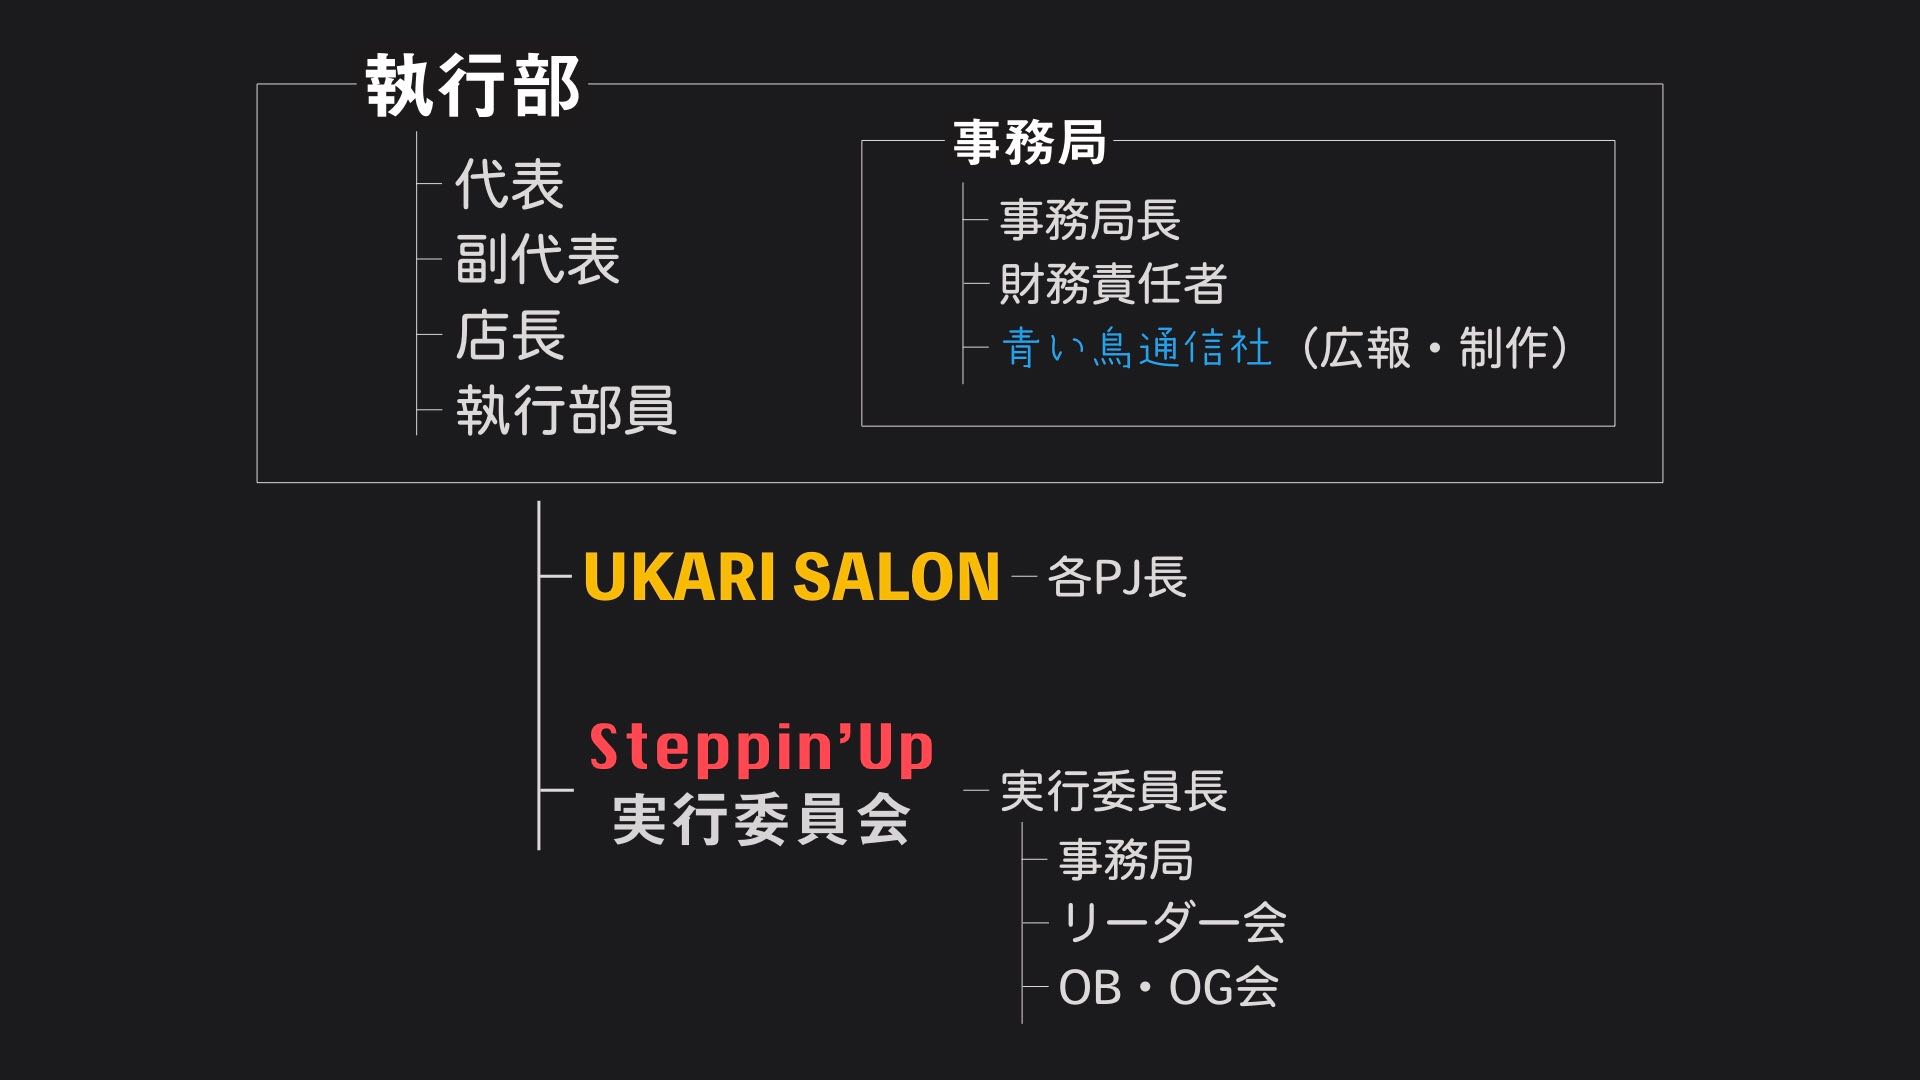 執行部
代表
副代表
店長
執行部員
事務局
事務局長
財務責任者
青い鳥通信社（広報・制作）
UKARI SALON
各PJ長
Steppin’Up
実行委員会
実行委員長
事務局
リーダー会
OB・OG会